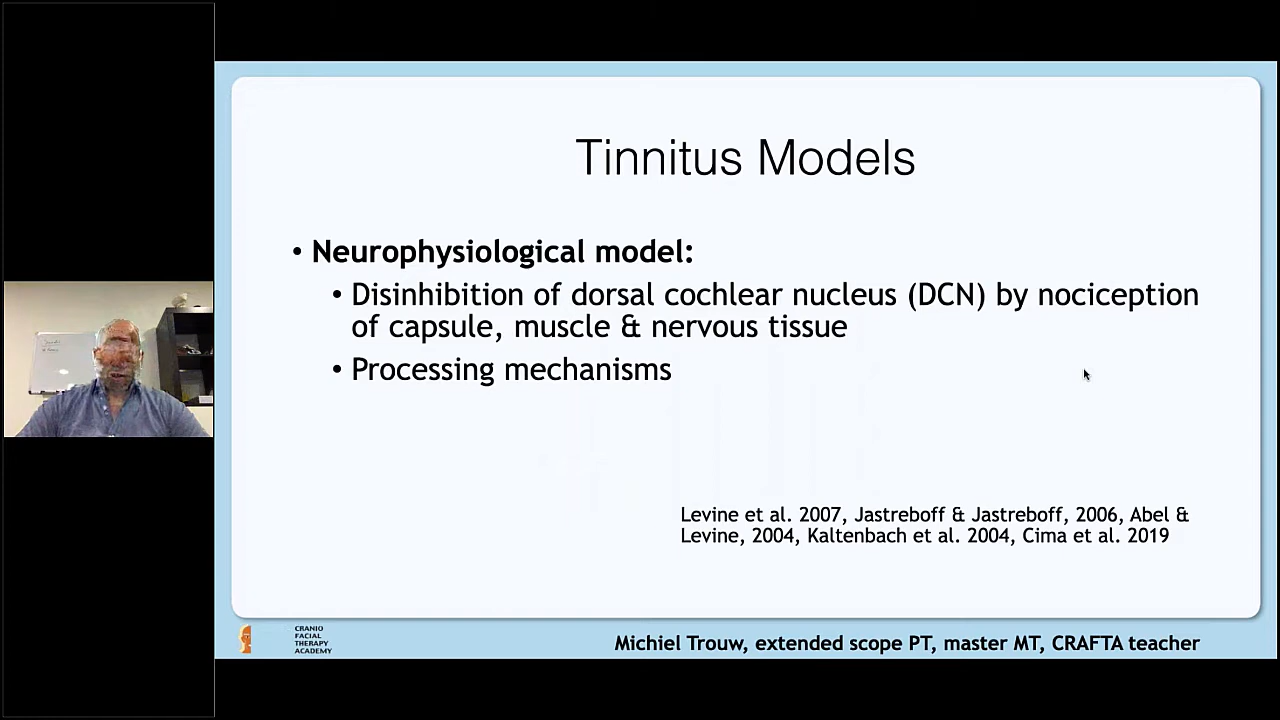 Tinnitus Models
• Neurophysiological model:
• Disinhibition of dorsal cochlear nucleus (DCN) by nociception
of capsule, muscle & nervous tissue
• Processing mechanisms
Levine et al. 2007, Jastreboff & Jastreboff, 2006, Abel &
Levine, 2004, Kaltenbach et al. 2004, Cima et al. 2019
CRANIO
FACIAL
THERAPY
ACADEMY
Michiel Trouw, extended scope PT, master MT, CRAFTA teacher